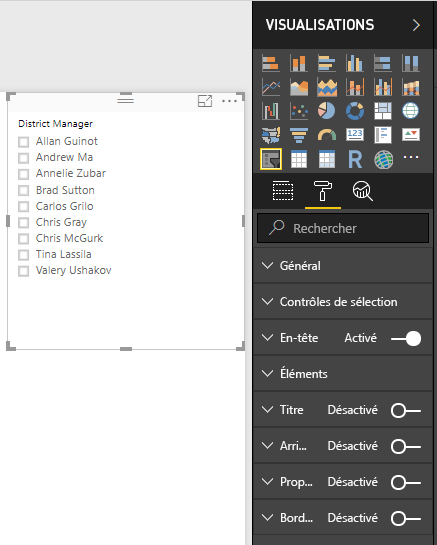 VISUALISATIONS
District Manager
Allan Guinot
Andrew Ma
Annelie Zubar
Brad Sutton
Carlos Grilo
Chris Gray
Chris McGurk
Tina Lassila
Valery Ushakov
123
R
Rechercher
Général
Contrôles de sélection
En-tête Activé
Éléments
Titre Désactivé
Arri... Désactivé
Prop... Désactivé
Bord... Désactivé